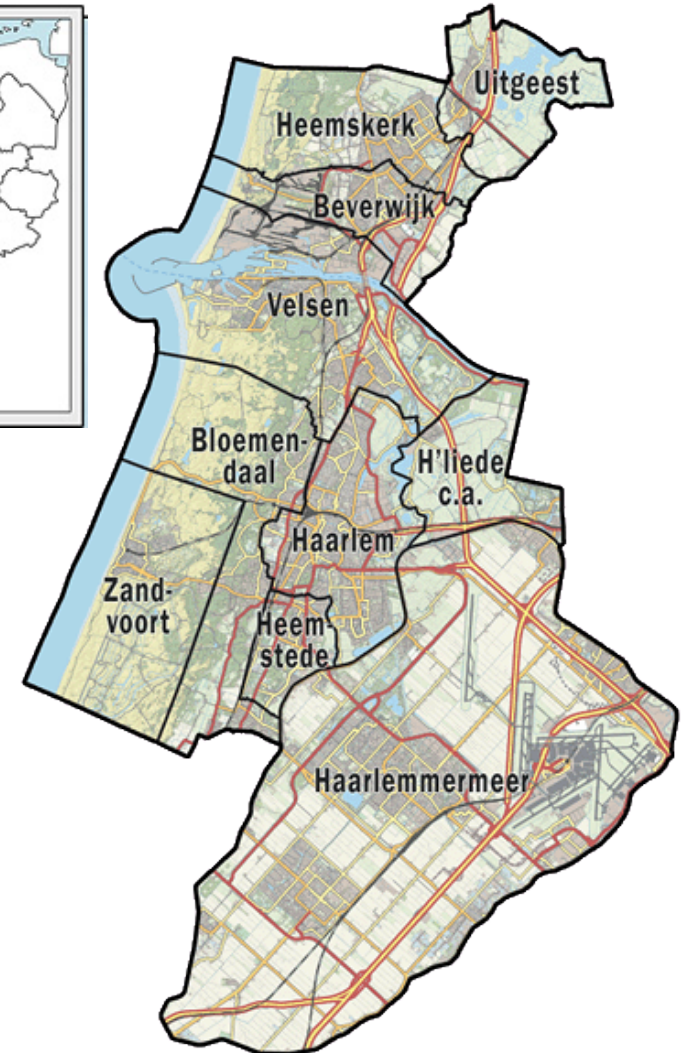 Uitgeest
Heemskerk
Beverwijk
Velsen
Bloemen-
daal
H'liede
c.a.
Haarlem
Zand-
voort
Heem-
stede
Haarlemmermeer